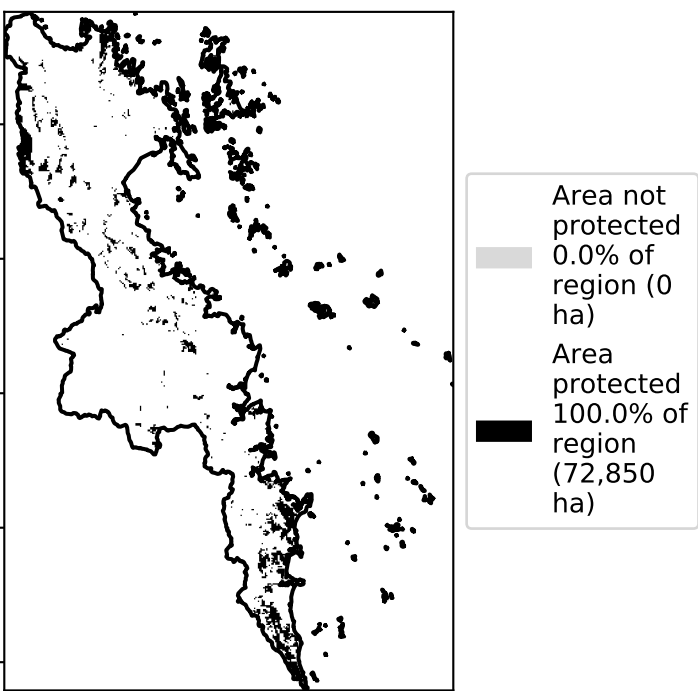 Area not
protected
0.0% of
region (0
ha)
Area
protected
100.0% of
region
(72,850
ha)